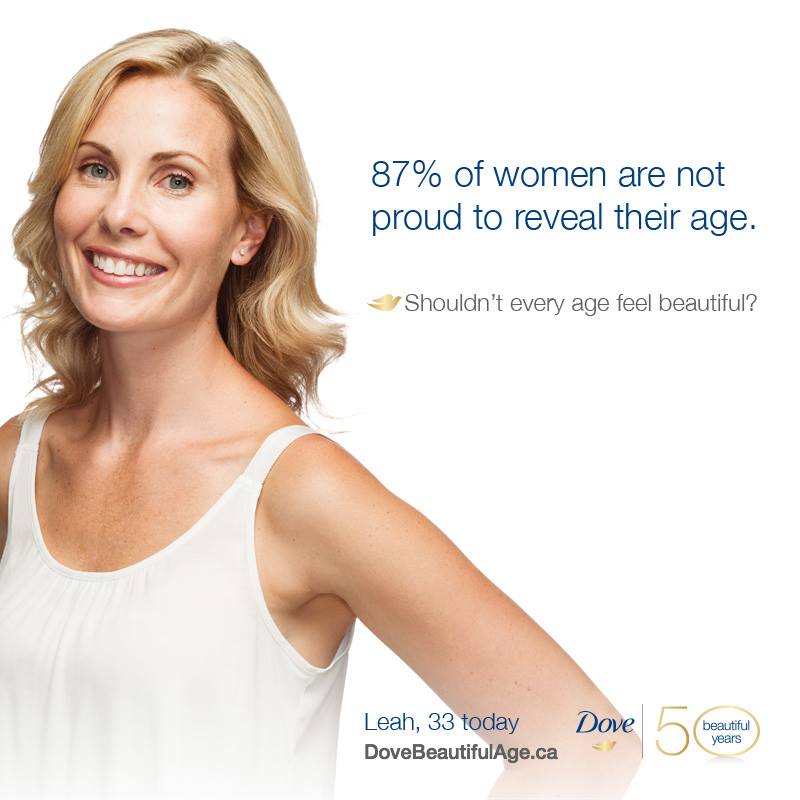 87% of women are not
proud to reveal their age.
Shouldn't every age feel beautiful?
Leah, 33 today
DoveBeautifulAge.ca
Dove
50
beautiful
years